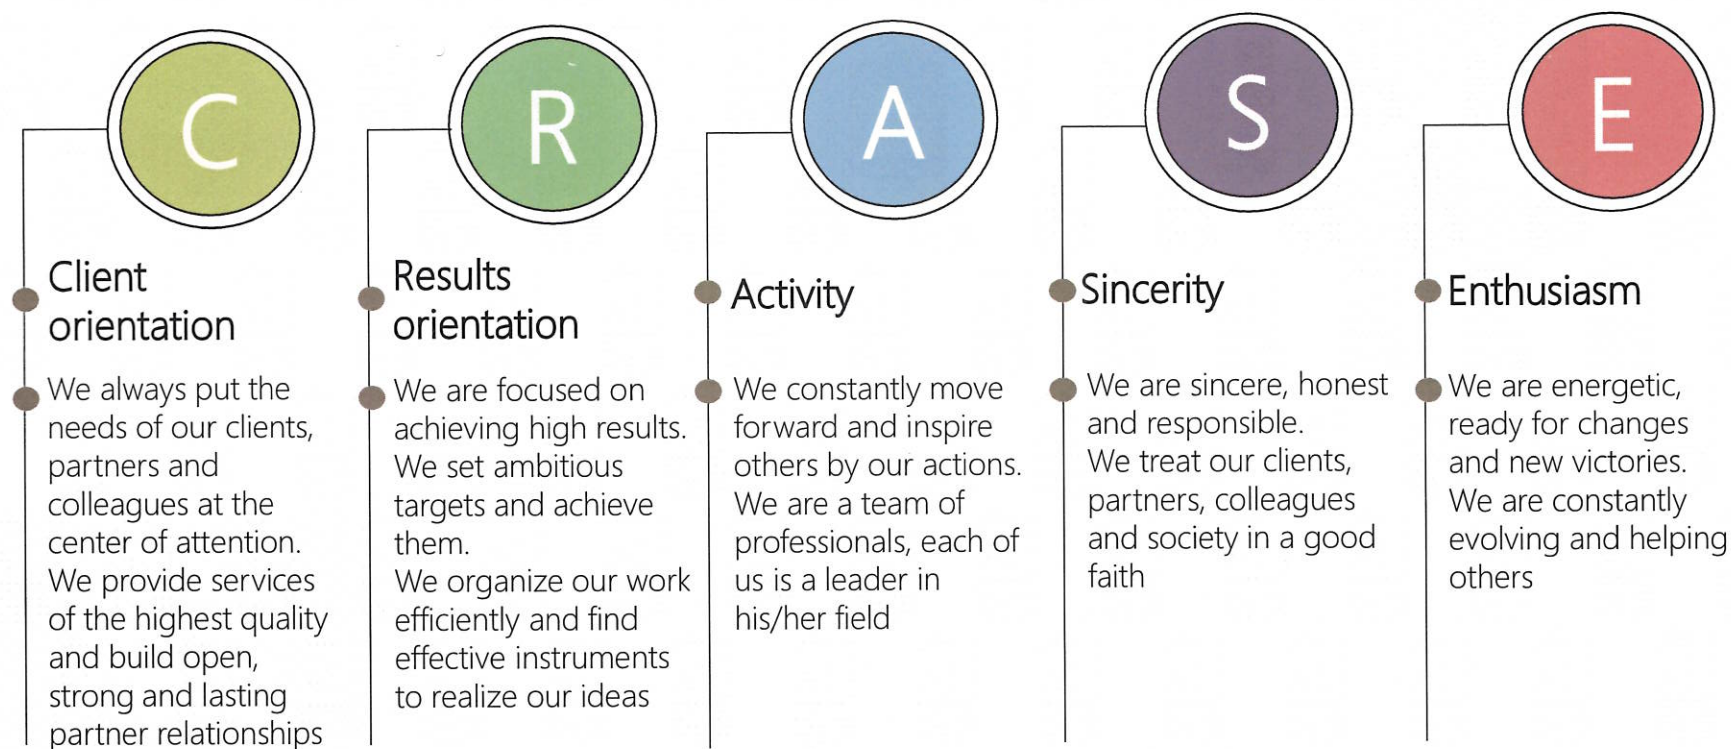 C
Client
orientation
We always put the
needs of our clients,
partners and
colleagues at the
center of attention.
We provide services
of the highest quality
and build open,
strong and lasting
partner relationships
R
Results
orientation
We are focused on
achieving high results.
We set ambitious
targets and achieve
them.
We organize our work
efficiently and find
effective instruments
to realize our ideas
A
Activity
We constantly move
forward and inspire
others by our actions.
We are a team of
professionals, each of
us is a leader in
his/her field
S
Sincerity
We are sincere, honest
and responsible.
We treat our clients,
partners, colleagues
and society in a good
faith
E
Enthusiasm
We are energetic,
ready for changes
and new victories.
We are constantly
evolving and helping
others